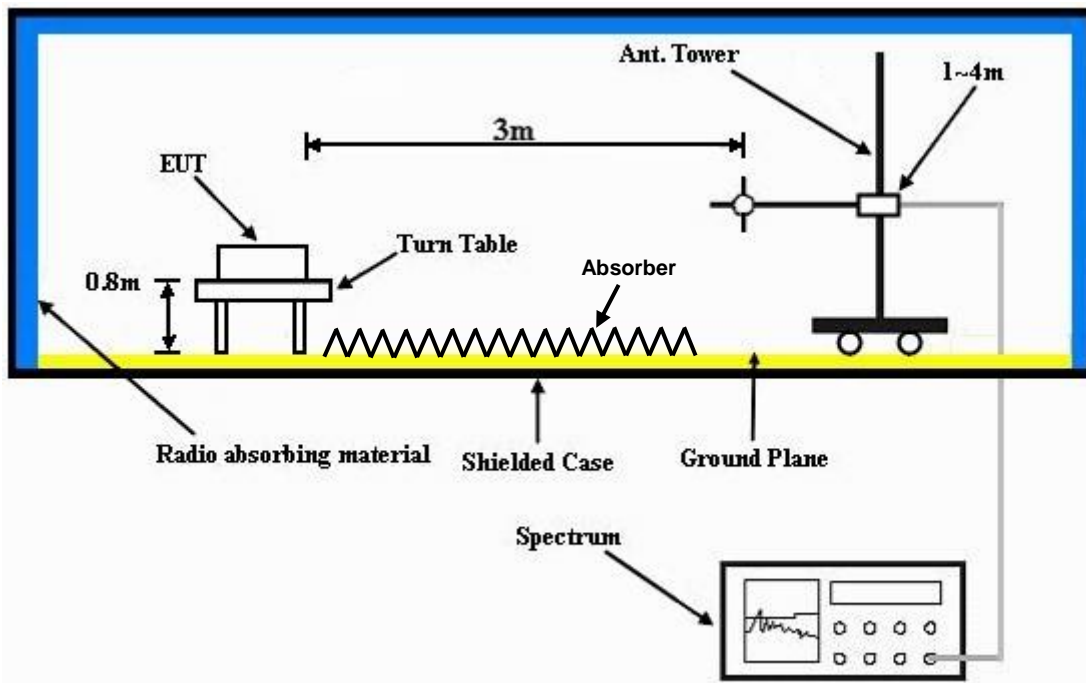 Ant. Tower
1~4m
3m
EUT
Turn Table
Absorber
0.8m
Radio absorbing material
Shielded Case
Ground Plane
Spectrum